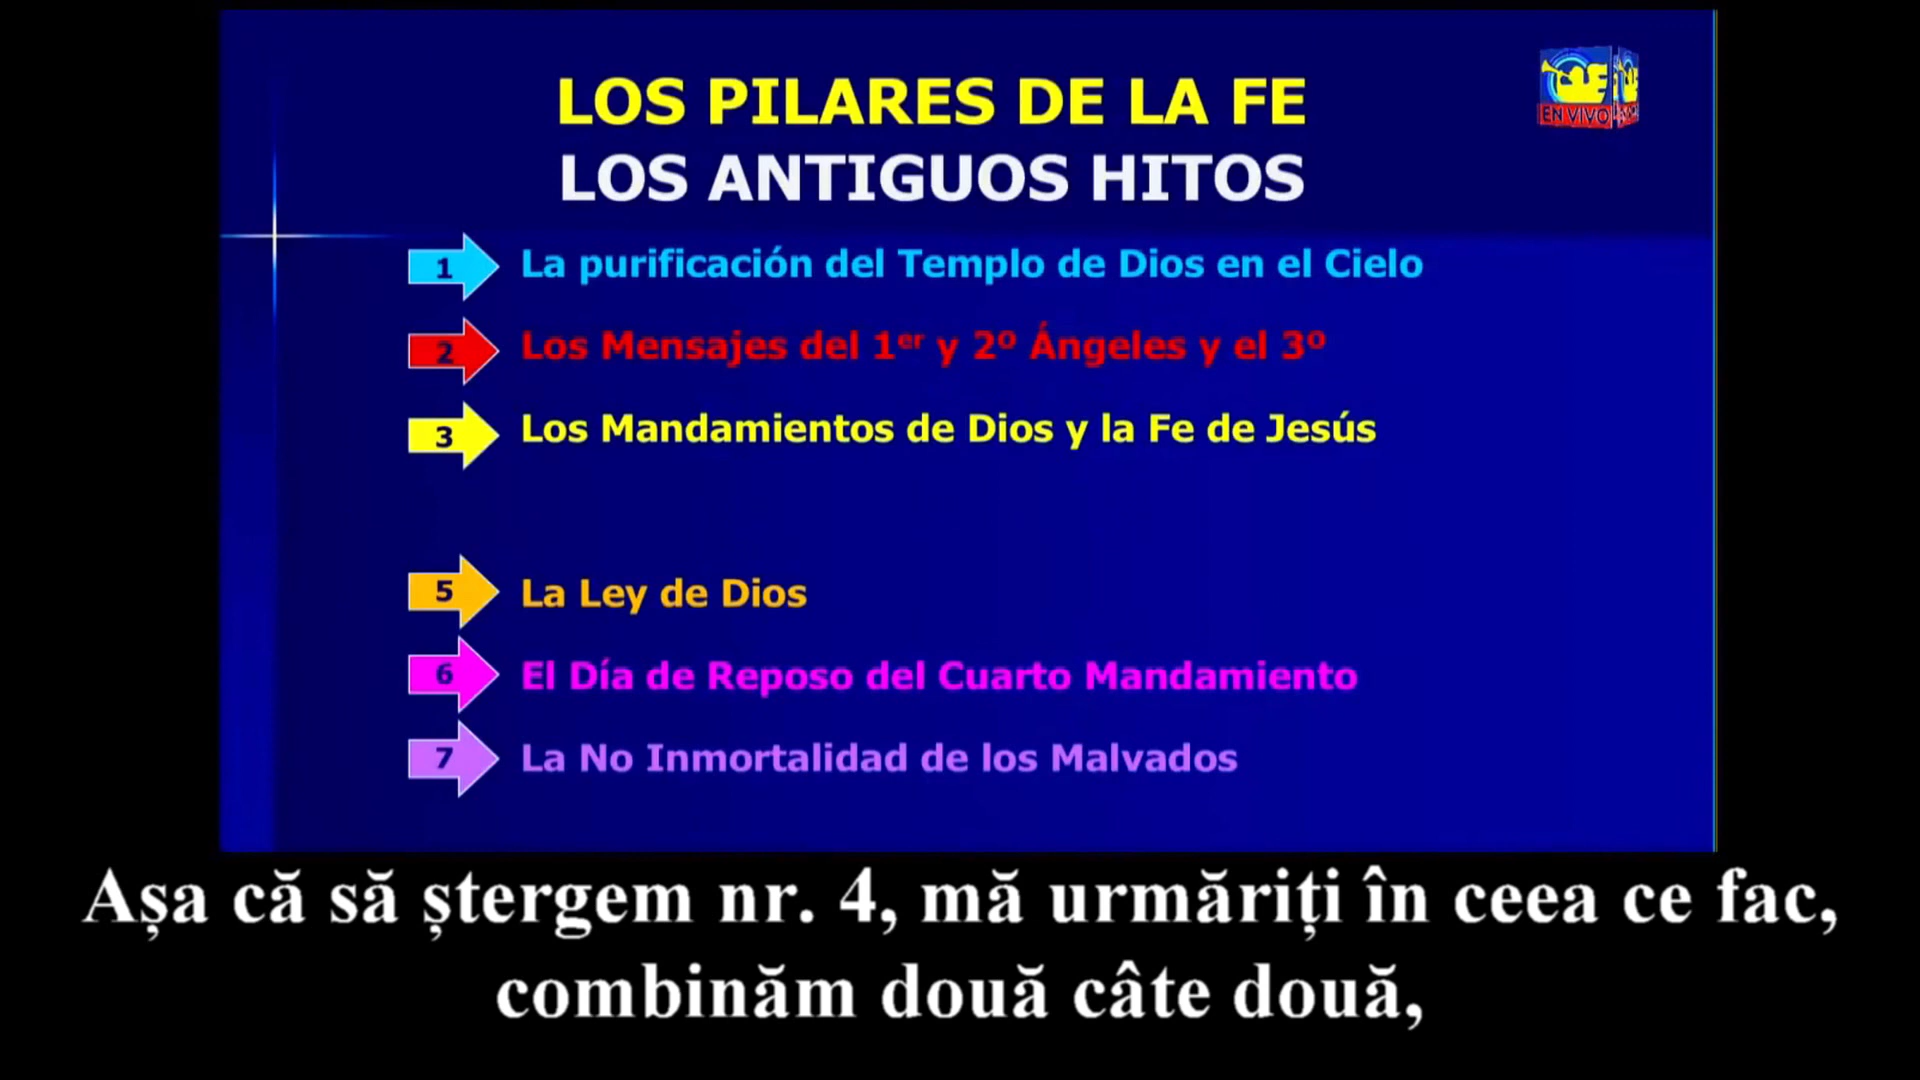 LOS PILARES DE LA FE
LOS ANTIGUOS HITOS
EN VIVO
1 La purificación del Templo de Dios en el Cielo
2 Los Mensajes del 1er y 2º Ángeles y el 3º
3 Los Mandamientos de Dios y la Fe de Jesús
5 La Ley de Dios
6 El Día de Reposo del Cuarto Mandamiento
7 La No Inmortalidad de los Malvados
Așa că să ștergem nr. 4, mă urmăriți în ceea ce fac,
combinăm două câte două,